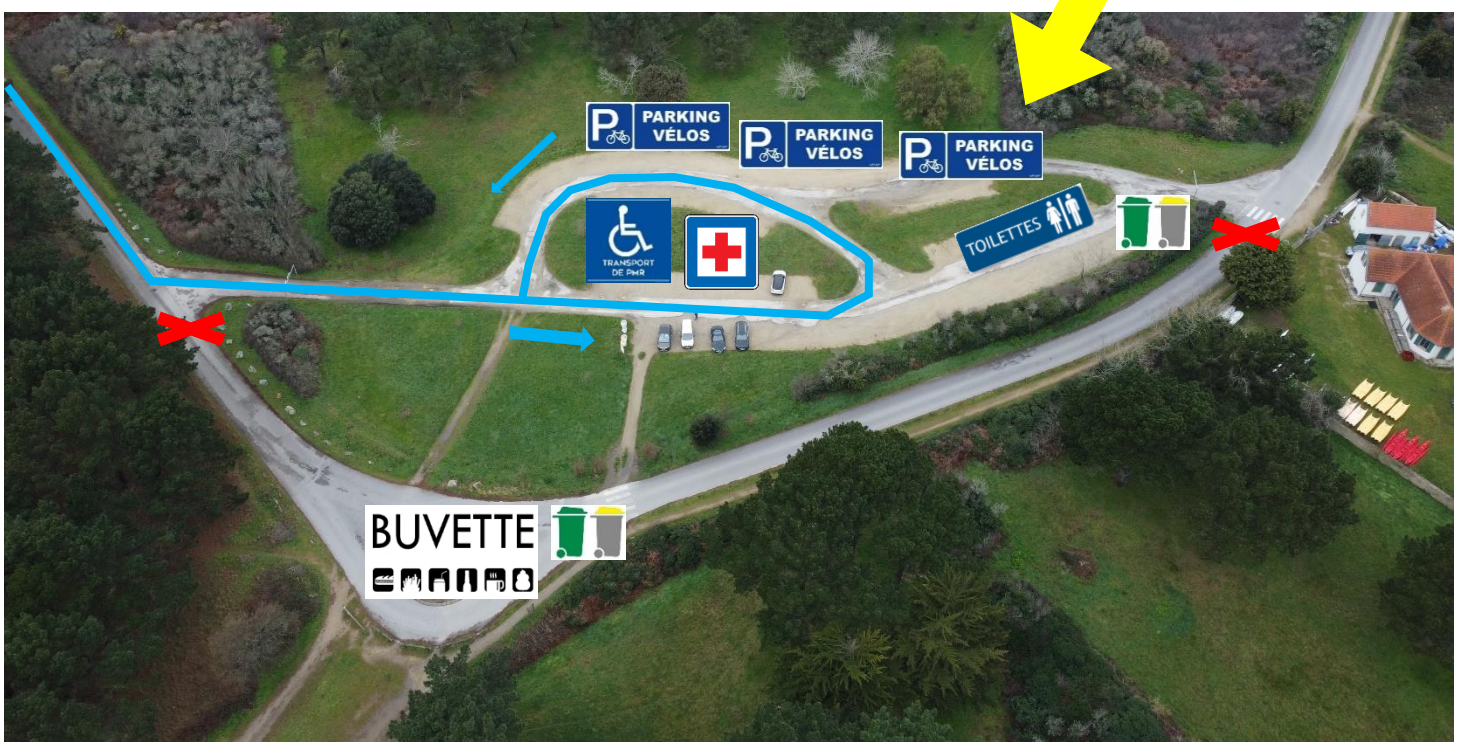 P PARKING
VÉLOS
P PARKING
VÉLOS
P PARKING
VÉLOS
TRANSPORT
DE PMR
TOILETTES
BUVETTE